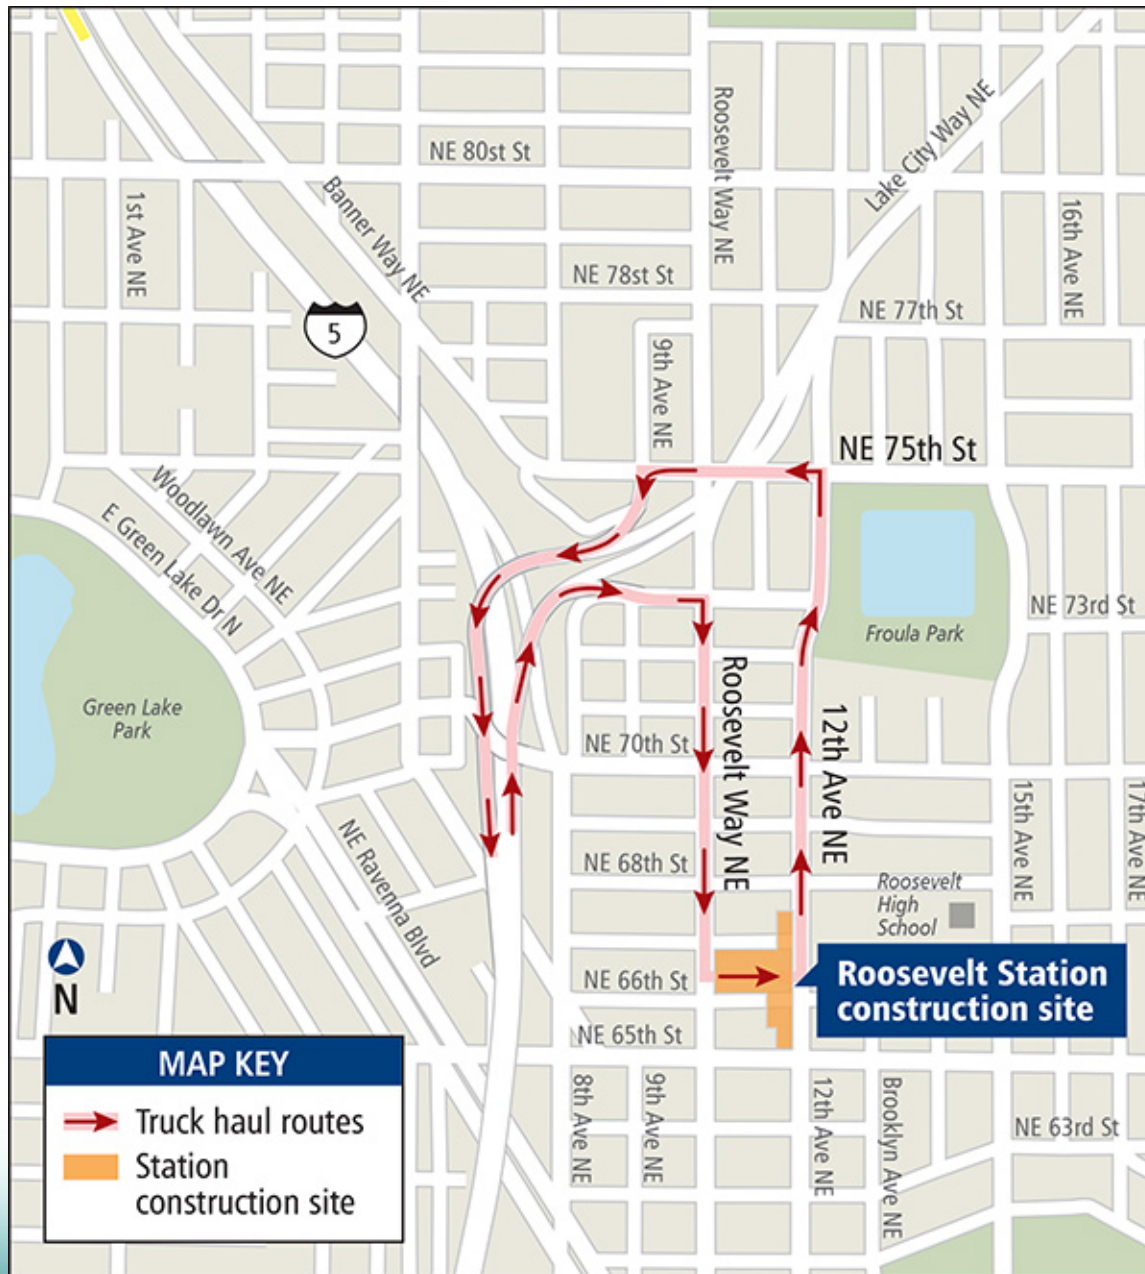 NE 80st St
Roosevelt Way NE
Lake City Way NE
1st Ave NE
Banner Way NE
16th Ave NE
NE 78st St
NE 77th St
5
9th Ave NE
NE 75th St
Woodlawn Ave NE
E Green Lake Dr N
NE 73rd St
Froula Park
Green Lake
Park
Roosevelt Way NE
12th Ave NE
NE 70th St
15th Ave NE
17th Ave NE
NE Ravenna Blvd
NE 68th St
Roosevelt
High
School
N
NE 66th St
Roosevelt Station
construction site
NE 65th St
8th Ave NE
9th Ave NE
12th Ave NE
Brooklyn Ave NE
NE 63rd St
MAP KEY
Truck haul routes
Station
construction site